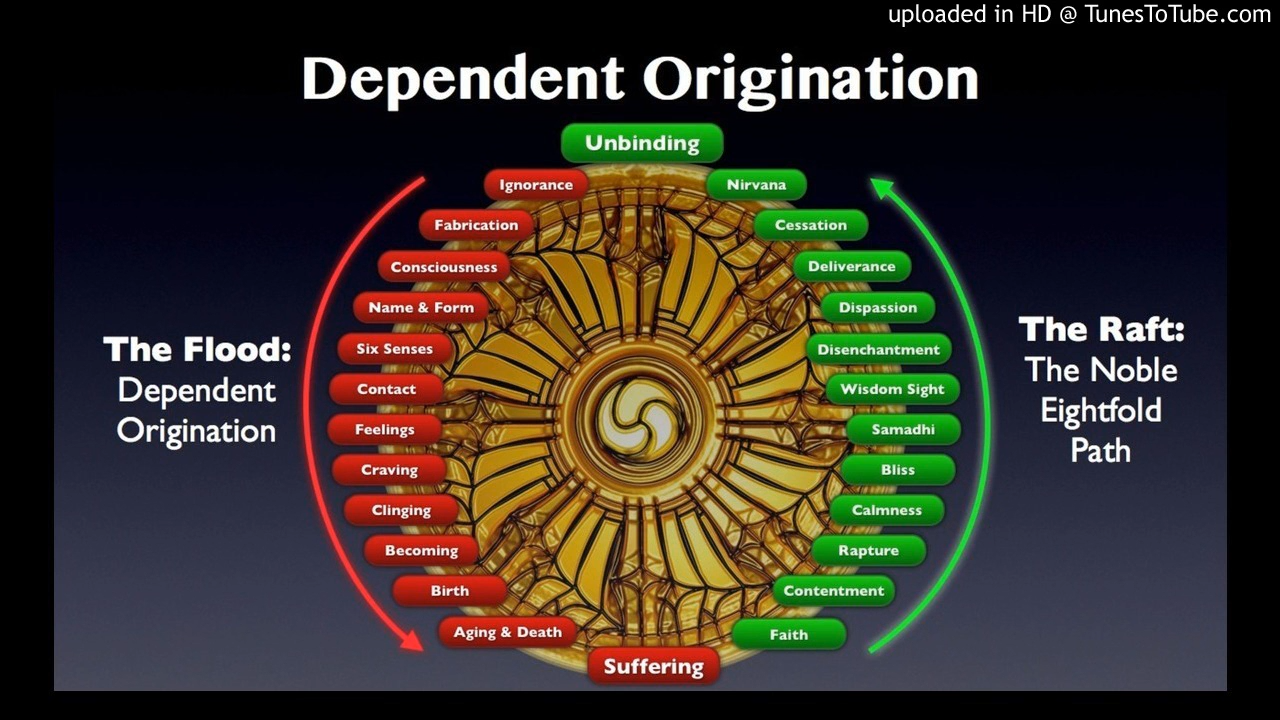 uploaded in HD @ TunesToTube.com
Dependent Origination
Unbinding
Ignorance
Fabrication
Consciousness
Name & Form
Six Senses
Contact
Feelings
Craving
Clinging
Becoming
Birth
Aging & Death
Suffering
Nirvana
Cessation
Deliverance
Dispassion
Disenchantment
Wisdom Sight
Samadhi
Bliss
Calmness
Rapture
Contentment
Faith
The Flood:
Dependent
Origination
The Raft:
The Noble
Eightfold
Path